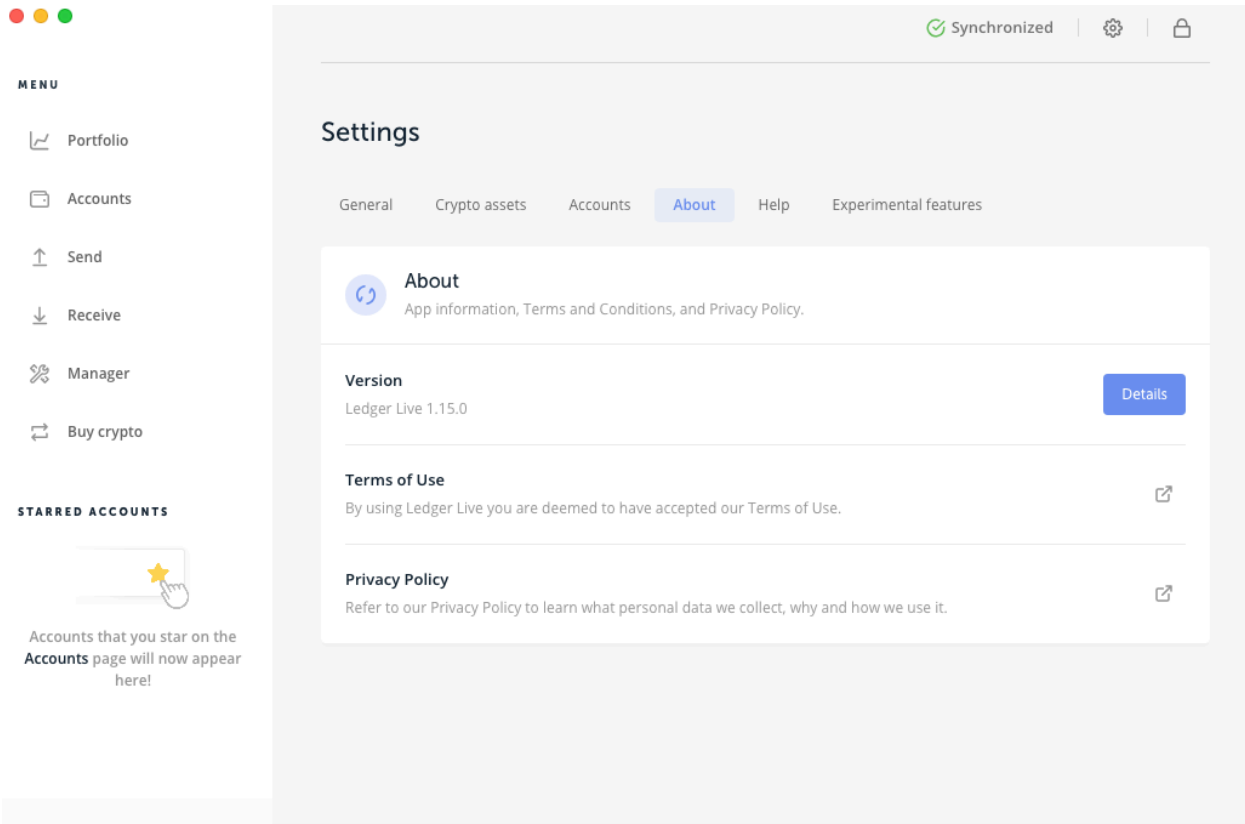 Synchronized
MENU
Portfolio
Accounts
Send
Receive
Manager
Buy crypto
STARRED ACCOUNTS
Accounts that you star on the
Accounts page will now appear
here!
Settings
General Crypto assets Accounts About Help Experimental features
About
App information, Terms and Conditions, and Privacy Policy.
Version
Ledger Live 1.15.0
Details
Terms of Use
By using Ledger Live you are deemed to have accepted our Terms of Use.
Privacy Policy
Refer to our Privacy Policy to learn what personal data we collect, why and how we use it.